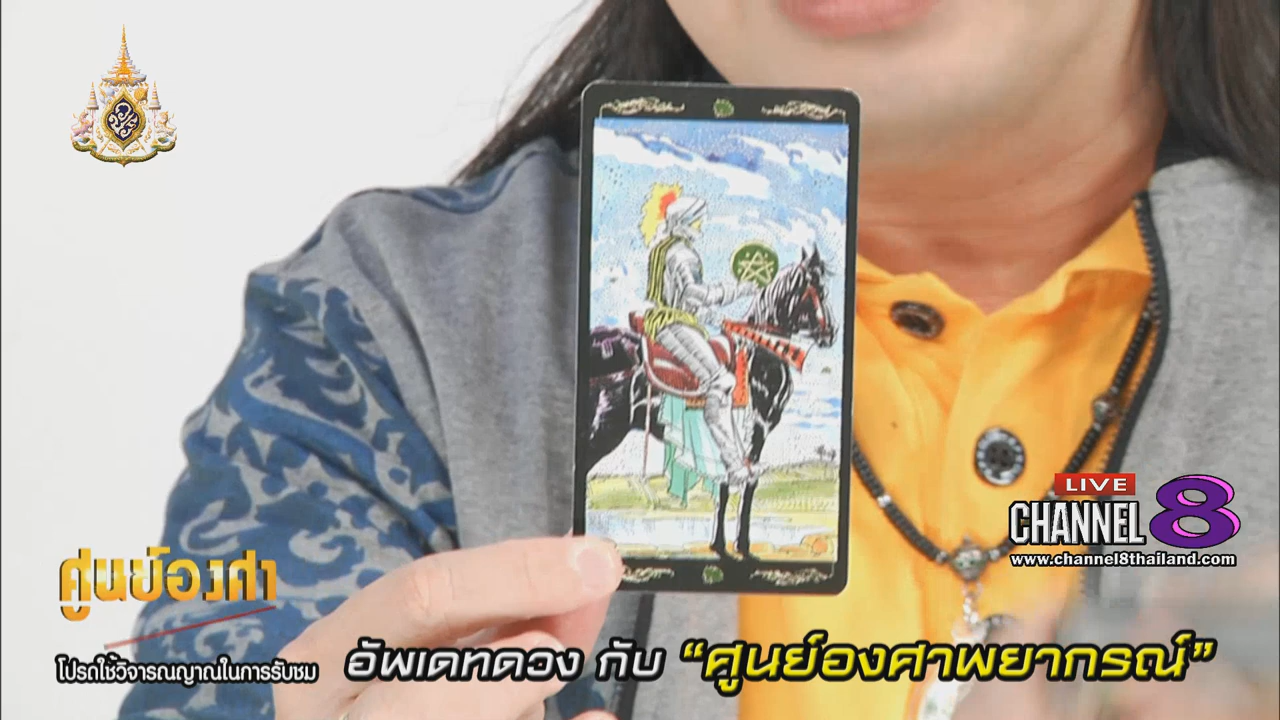 LIVE
CHANNEL 8
www.channel8thailand.com
ศูนย์องศา
โปรดใช้วิจารณญาณในการรับชม
อัพเดทดวง กับ “ศูนย์องศาพยากรณ์”